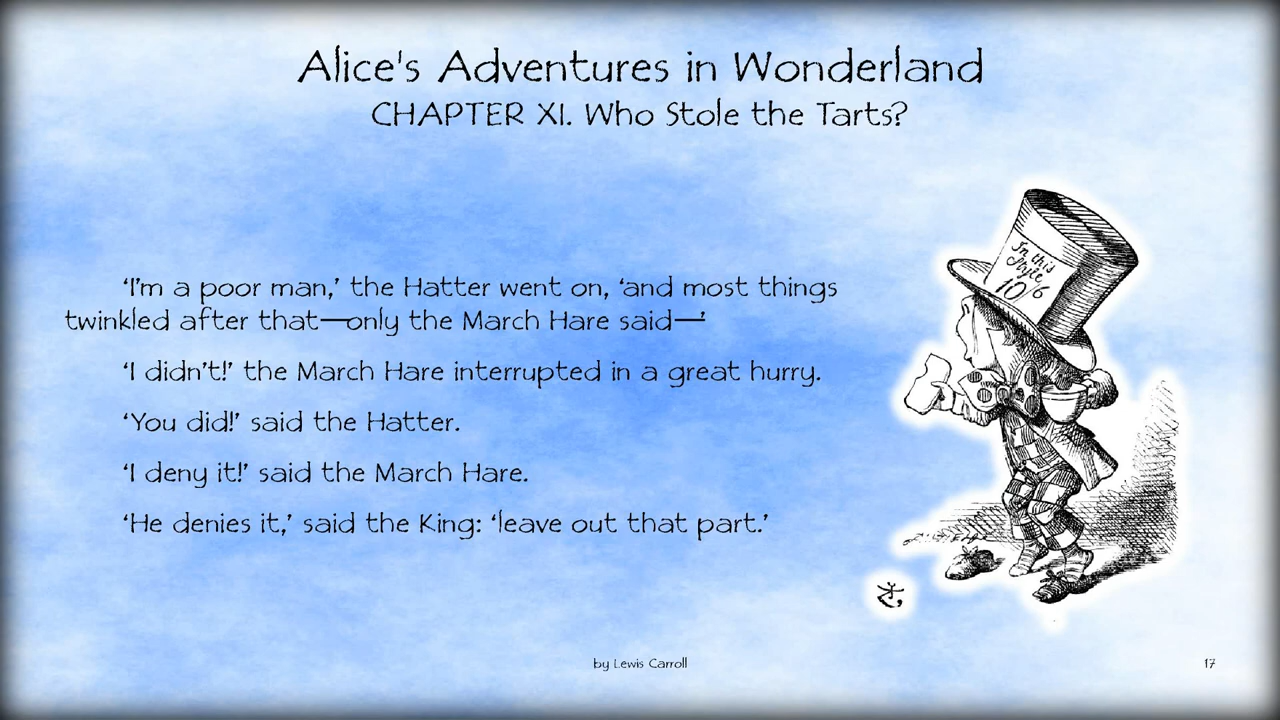 Alice's Adventures in Wonderland
CHAPTER XI. Who Stole the Tarts?
‘I’m a poor man,’ the Hatter went on, ‘and most things
twinkled after that—only the March Hare said—’
‘I didn’t!’ the March Hare interrupted in a great hurry.
‘You did!’ said the Hatter.
‘I deny it!’ said the March Hare.
‘He denies it,’ said the King: ‘leave out that part.’
In this
Style
10/6
by Lewis Carroll
17